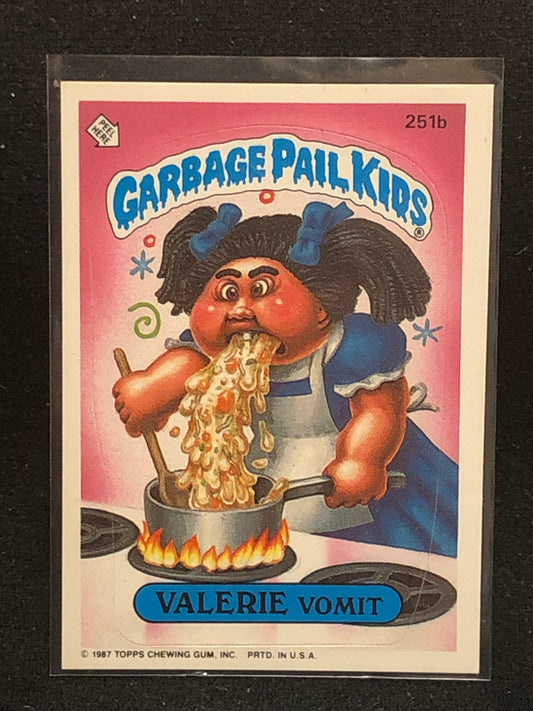 PEEL
HERE
251b
GARBAGE PAIL KIDS®
VALERIE VOMIT
© 1987 TOPPS CHEWING GUM, INC. PRTD. IN U.S.A.